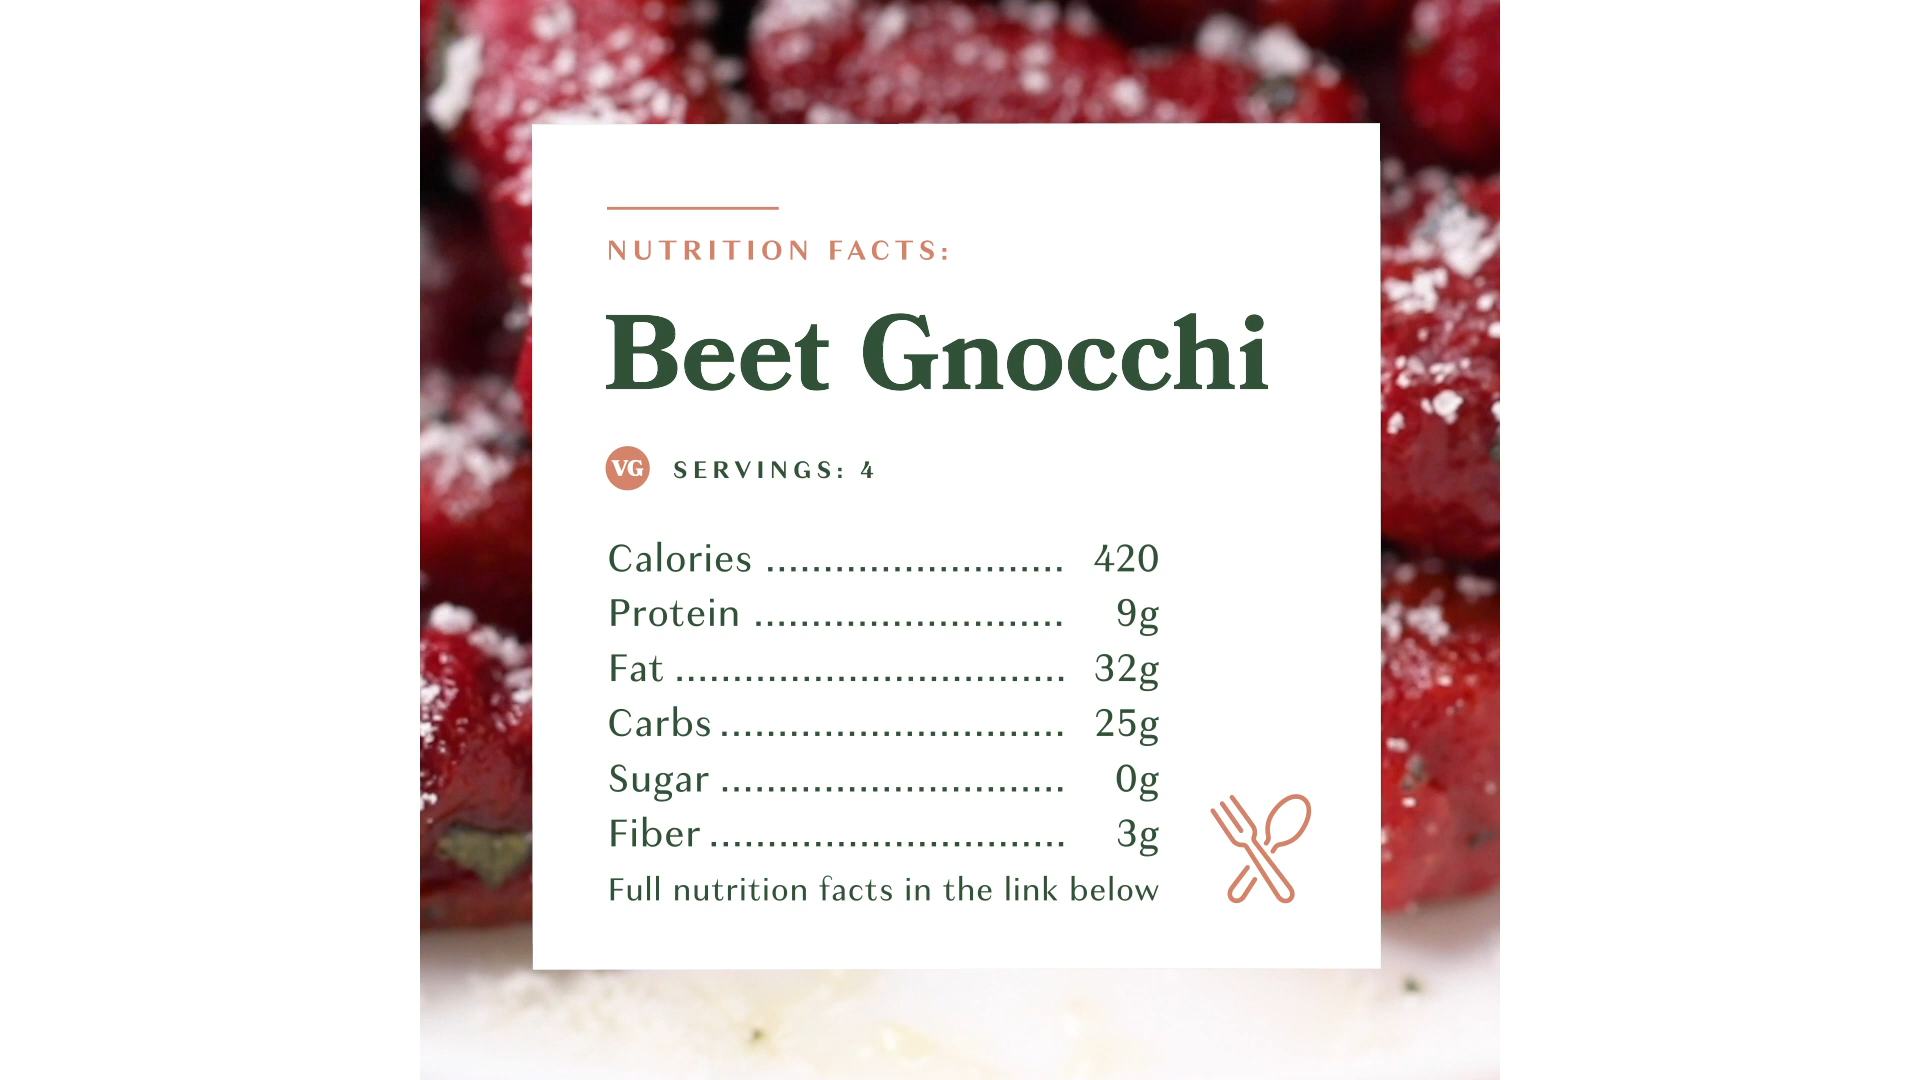 NUTRITION FACTS:
Beet Gnocchi
VG SERVINGS: 4
Calories .......................... 420
Protein ........................... 9g
Fat .................................. 32g
Carbs .............................. 25g
Sugar .............................. 0g
Fiber ............................... 3g
Full nutrition facts in the link below